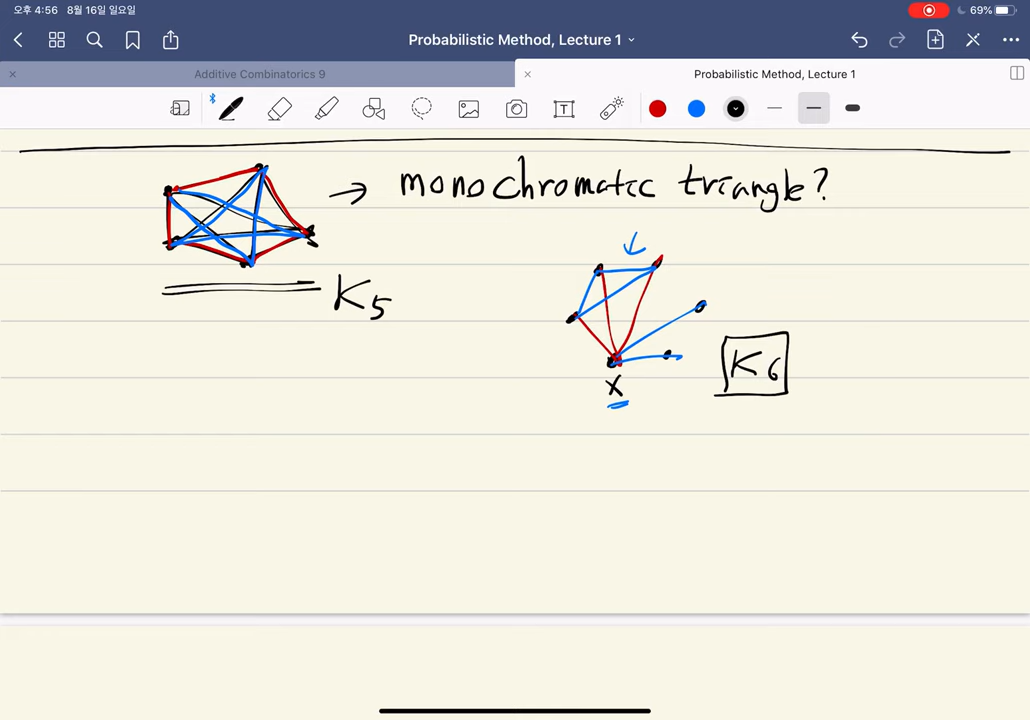 오후 4:56 8월 16일 일요일
69%
Probabilistic Method, Lecture 1
Additive Combinatorics 9
Probabilistic Method, Lecture 1
→ monochromatic triangle?
K5
K6
x